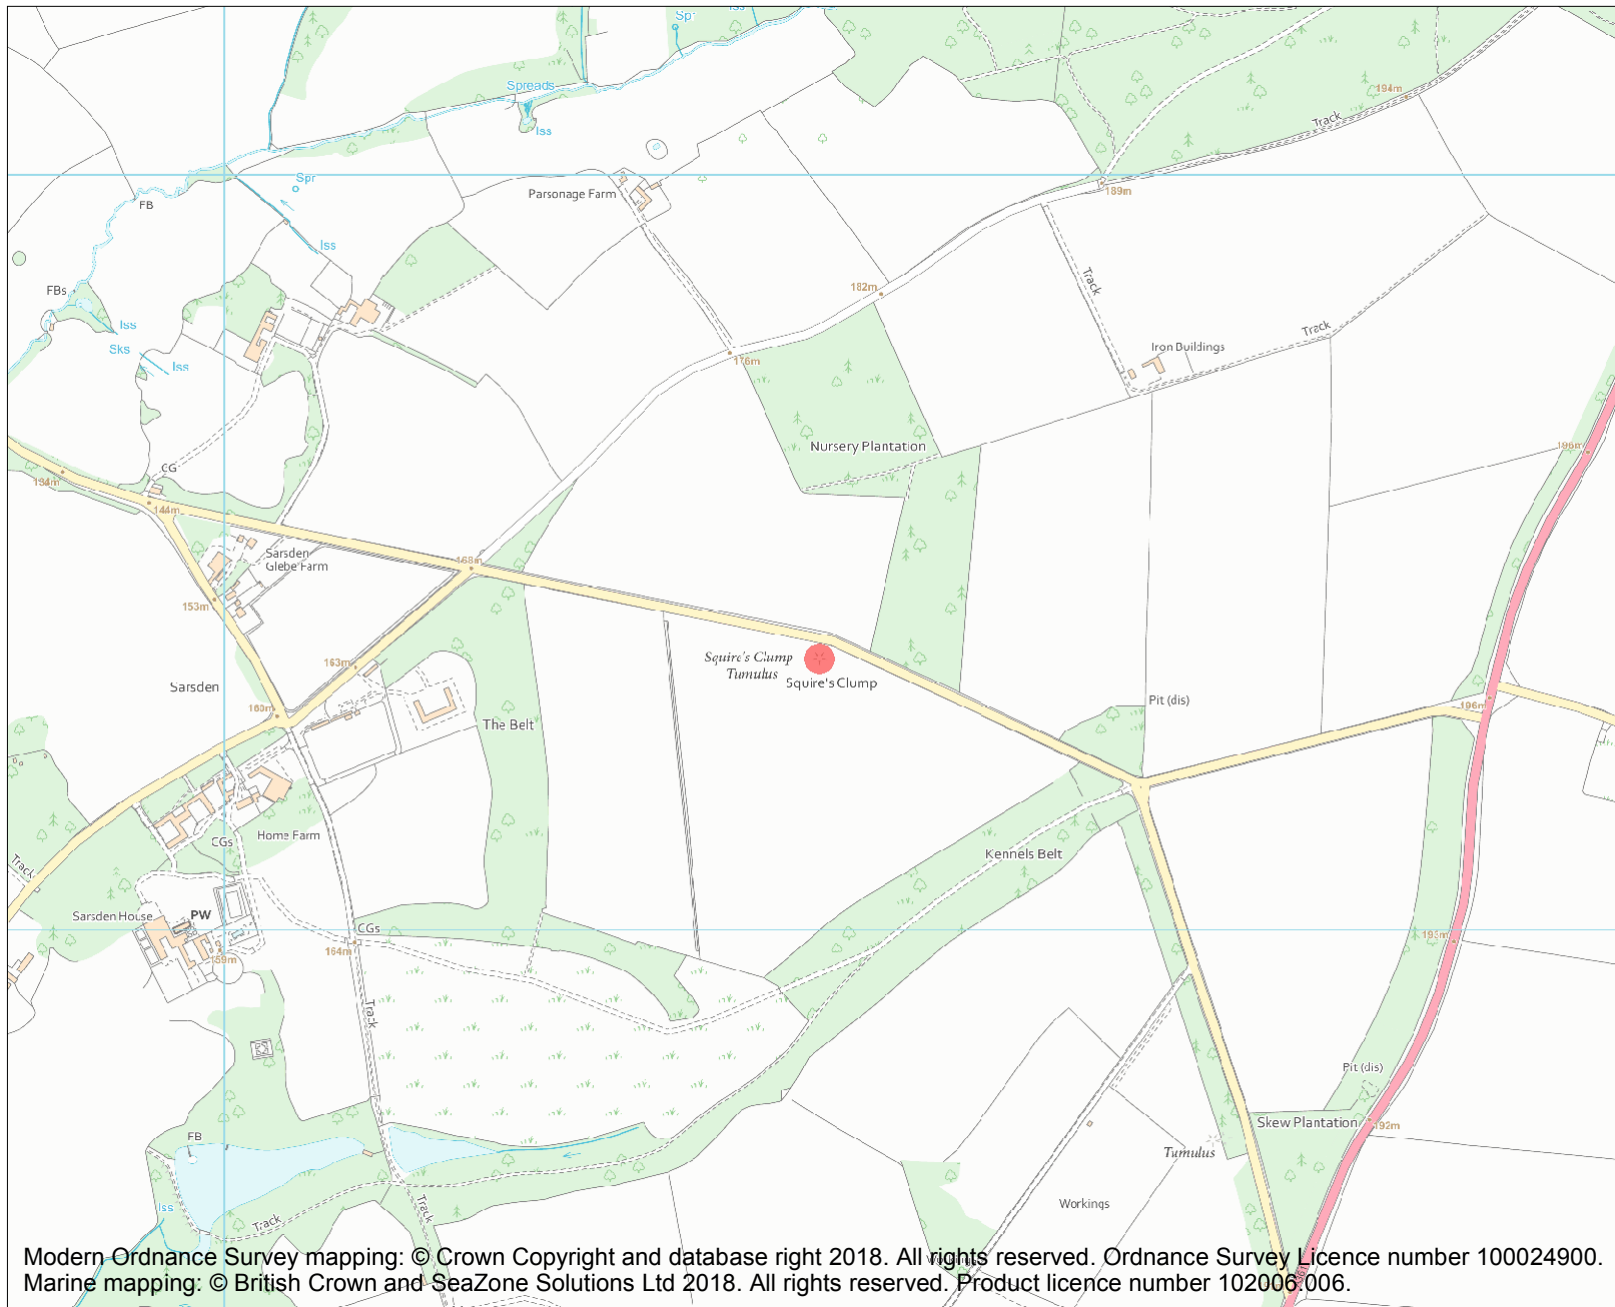 Spr
Iss
Spreads
Iss
194m
Track
Spr
Parsonage Farm
189m
FB
Iss
Track
182m
FBs
Iss
Sks
Iss
Track
Iron Buildings
176m
Nursery Plantation
196m
CG
134m
144m
168m
Sarsden
Glebe Farm
153m
163m
Squire's Clump
Tumulus
Squire's Clump
Sarsden
160m
The Belt
Pit (dis)
196m
Home Farm
CGs
Kennels Belt
Track
Sarsden House
PW
CGs
159m
164m
195m
Track
Pit (dis)
Skew Plantation
192m
FB
Tumulus
Iss
Track
Track
Workings
Workings
Modern Ordnance Survey mapping: © Crown Copyright and database right 2018. All rights reserved. Ordnance Survey Licence number 100024900.
Marine mapping: © British Crown and SeaZone Solutions Ltd 2018. All rights reserved. Product licence number 102006.006.